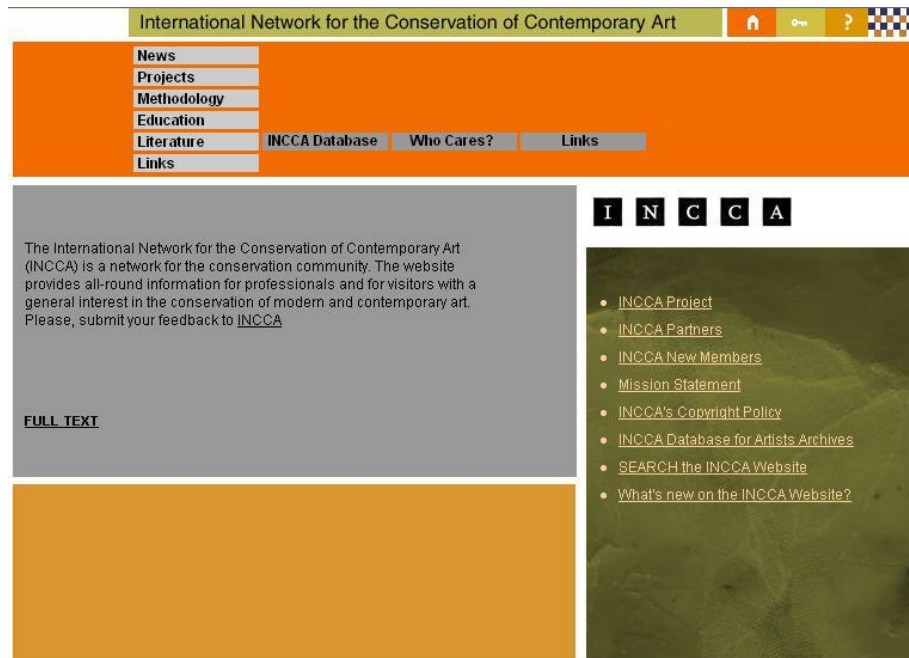 International Network for the Conservation of Contemporary Art
?
News
Projects
Methodology
Education
Literature INCCA Database Who Cares? Links
Links
The International Network for the Conservation of Contemporary Art
(INCCA) is a network for the conservation community. The website
provides all-round information for professionals and for visitors with a
general interest in the conservation of modern and contemporary art.
Please, submit your feedback to INCCA
FULL TEXT
I N C C A
INCCA Project
INCCA Partners
INCCA New Members
Mission Statement
INCCA's Copyright Policy
INCCA Database for Artists Archives
SEARCH the INCCA Website
What's new on the INCCA Website?